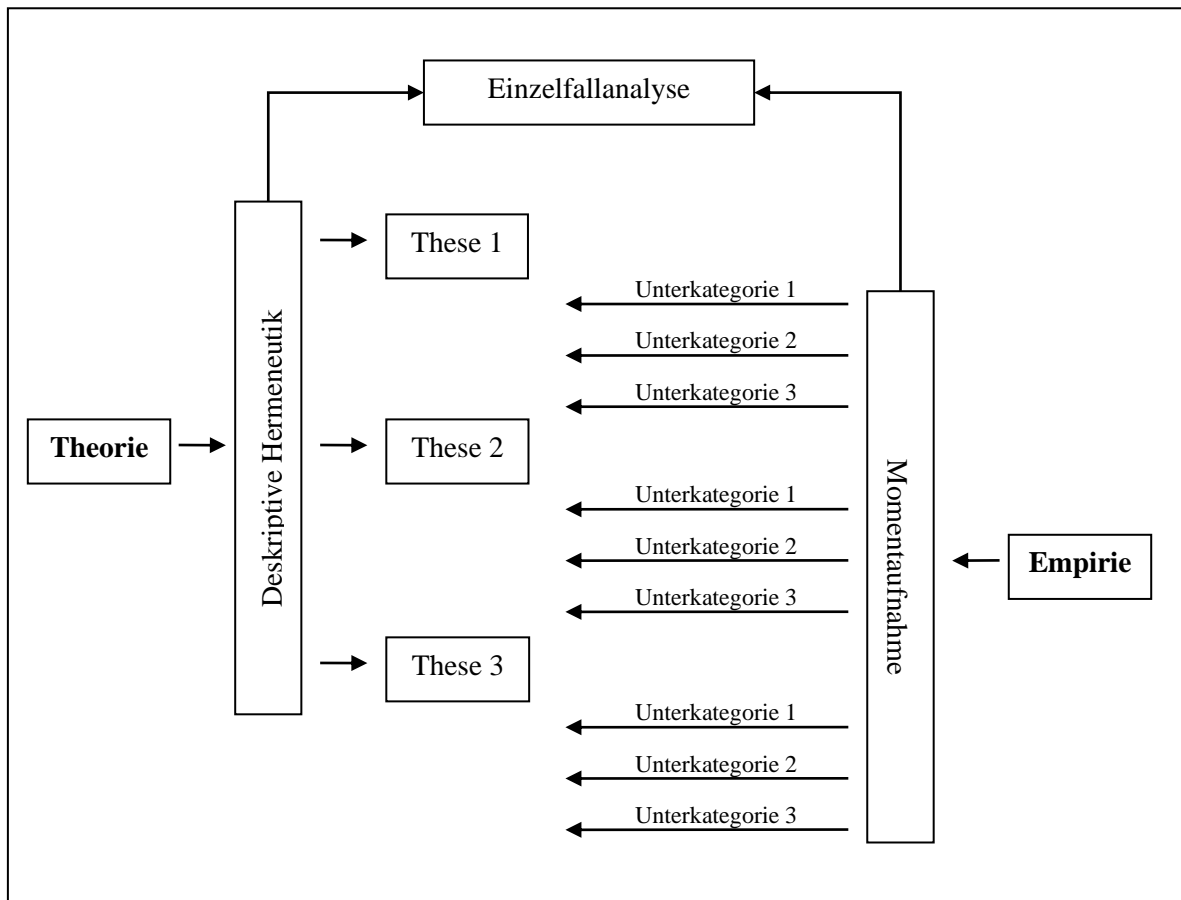 Einzelfallanalyse
These 1
Unterkategorie 1
Unterkategorie 2
Unterkategorie 3
Theorie
Deskriptive Hermeneutik
These 2
Momentaufnahme
Unterkategorie 1
Unterkategorie 2
Unterkategorie 3
Empirie
These 3
Unterkategorie 1
Unterkategorie 2
Unterkategorie 3